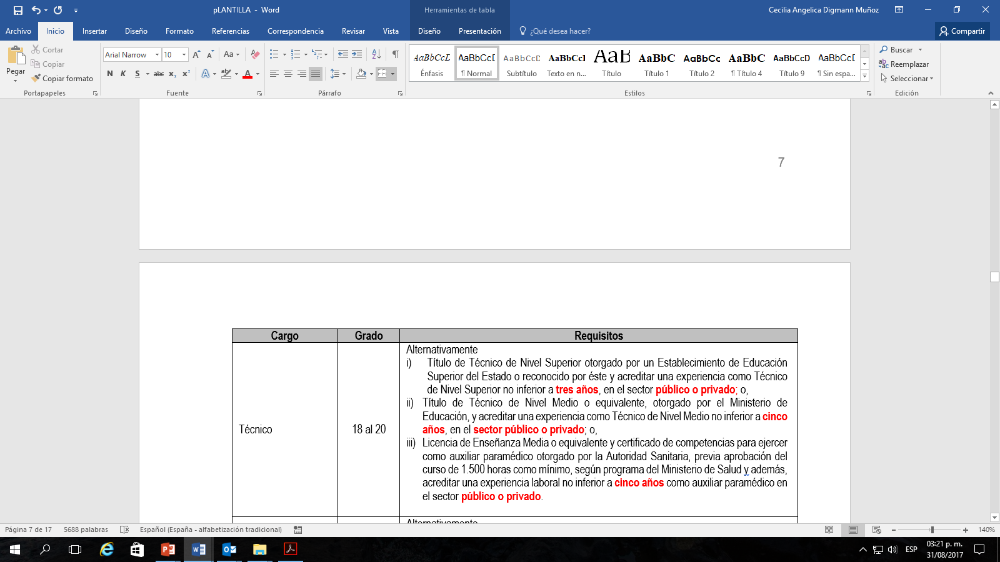 pLANTILLA - Word
Herramientas de tabla
Cecilia Angelica Digmann Muñoz
Archivo Inicio Insertar Diseño Formato Referencias Correspondencia Revisar Vista Diseño Presentación ¿Qué desea hacer? Compartir
Pegar
Cortar
Copiar
Copiar formato
Portapapeles
Arial Narrow 10
N K S abc x₂ x²
Fuente
Párrafo
AaBbCcD AaBbCcD AaBbCcD AaBbCcI AaB AaBbC AaBbCc AaBbC AaBbCcD AaBbCcD
Énfasis ¶ Normal Subtítulo Texto en n... Título Título 1 Título 2 ¶ Título 4 Título 9 ¶ Sin espa...
Estilos
Buscar
Reemplazar
Seleccionar
Edición
7
Cargo Grado Requisitos
Técnico
18 al 20
Alternativamente
i) Título de Técnico de Nivel Superior otorgado por un Establecimiento de Educación
Superior del Estado o reconocido por éste y acreditar una experiencia como Técnico
de Nivel Superior no inferior a tres años, en el sector público o privado; o,
ii) Título de Técnico de Nivel Medio o equivalente, otorgado por el Ministerio de
Educación, y acreditar una experiencia como Técnico de Nivel Medio no inferior a cinco
años, en el sector público o privado; o,
iii) Licencia de Enseñanza Media o equivalente y certificado de competencias para ejercer
como auxiliar paramédico otorgado por la Autoridad Sanitaria, previa aprobación del
curso de 1.500 horas como mínimo, según programa del Ministerio de Salud y además,
acreditar una experiencia laboral no inferior a cinco años como auxiliar paramédico en
el sector público o privado.
Alternativamente
Página 7 de 17 5688 palabras Español (España - alfabetización tradicional) 140%
ESP 03:21 p. m.
31/08/2017